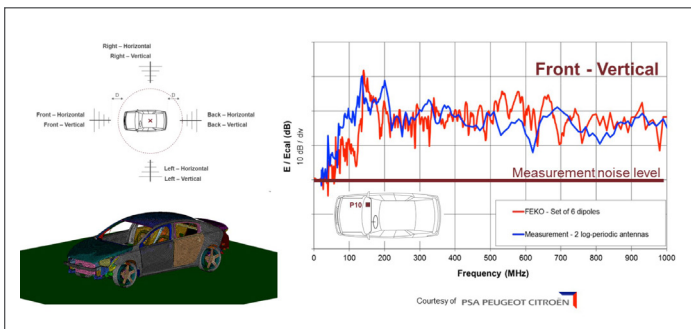 Right – Horizontal
Right – Vertical
D
D
Front – Horizontal
Front – Vertical
Back – Horizontal
Back – Vertical
Left – Horizontal
Left – Vertical
Front - Vertical
E / Ecal (dB)
10 dB / div
Measurement noise level
P10
FEKO - Set of 6 dipoles
Measurement - 2 log-periodic antennas
0 100 200 300 400 500 600 700 800 900 1000
Frequency (MHz)
Courtesy of PSA PEUGEOT CITROËN